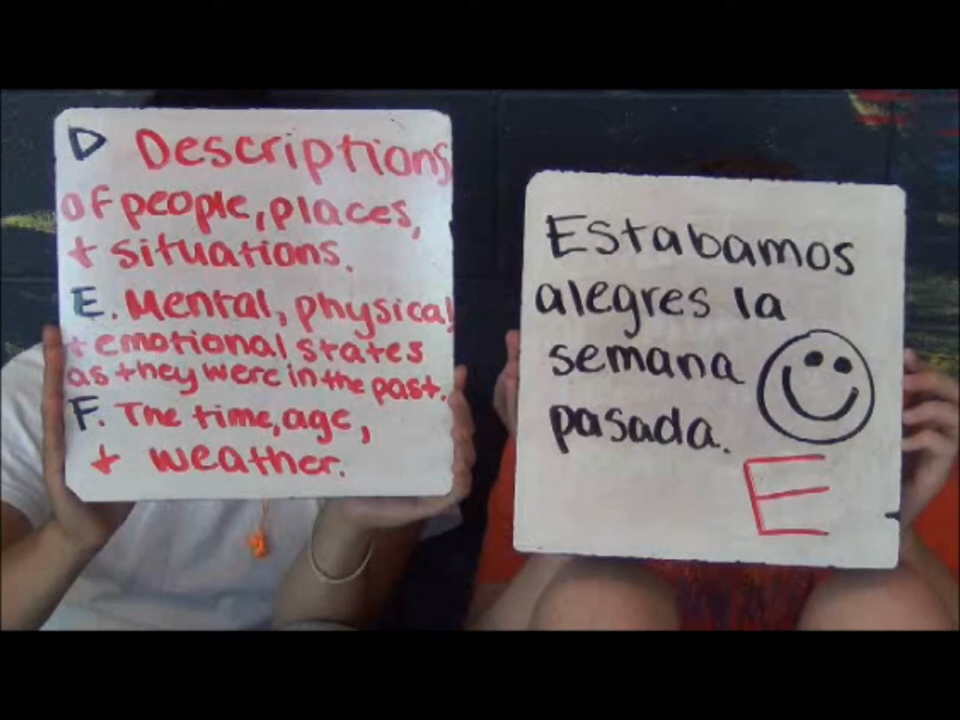 D Descriptions
of people, places,
+ situations.
E. Mental, physical
+ emotional states
as they were in the past.
F. The time, age,
+ weather.
Estabamos
alegres la
semana
pasada.
E